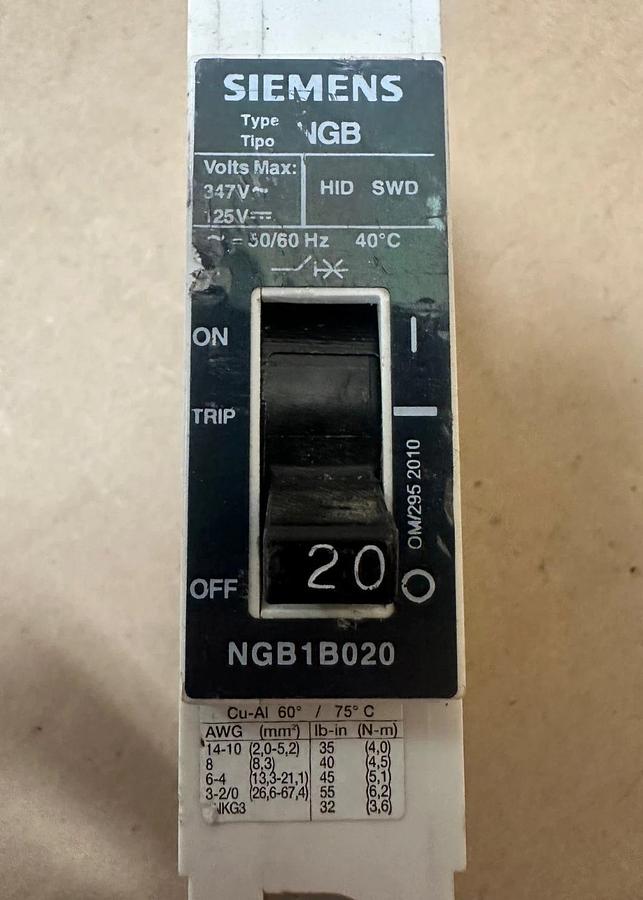 SIEMENS
Type
Tipo NGB
Volts Max:
347V~
125V⎓
HID SWD
~ = 50/60 Hz 40°C
ON
TRIP
OM/295 2010
20
OFF
NGB1B020
Cu-Al 60° / 75° C
AWG (mm²) lb-in (N-m)
14-10 (2,0-5,2) 35 (4,0)
8 (8,3) 40 (4,5)
6-4 (13,3-21,1) 45 (5,1)
3-2/0 (26,6-67,4) 55 (6,2)
32 (3,6)